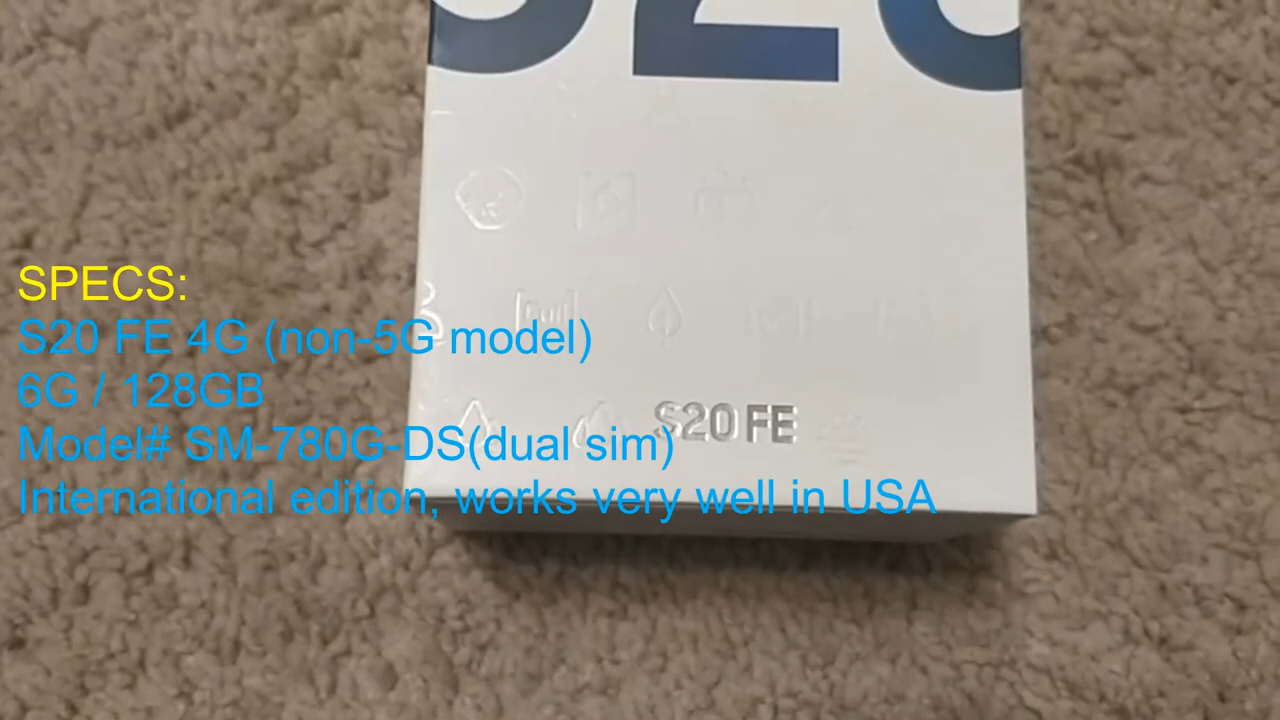 S20
SPECS:
S20 FE 4G (non-5G model)
6G / 128GB
S20 FE
Model# SM-780G-DS(dual sim)
International edition, works very well in USA